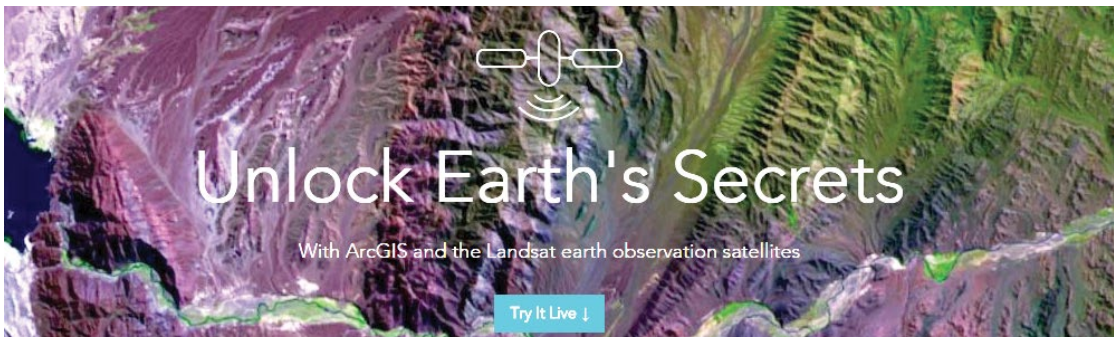 Unlock Earth's Secrets
With ArcGIS and the Landsat earth observation satellites
Try It Live ↓